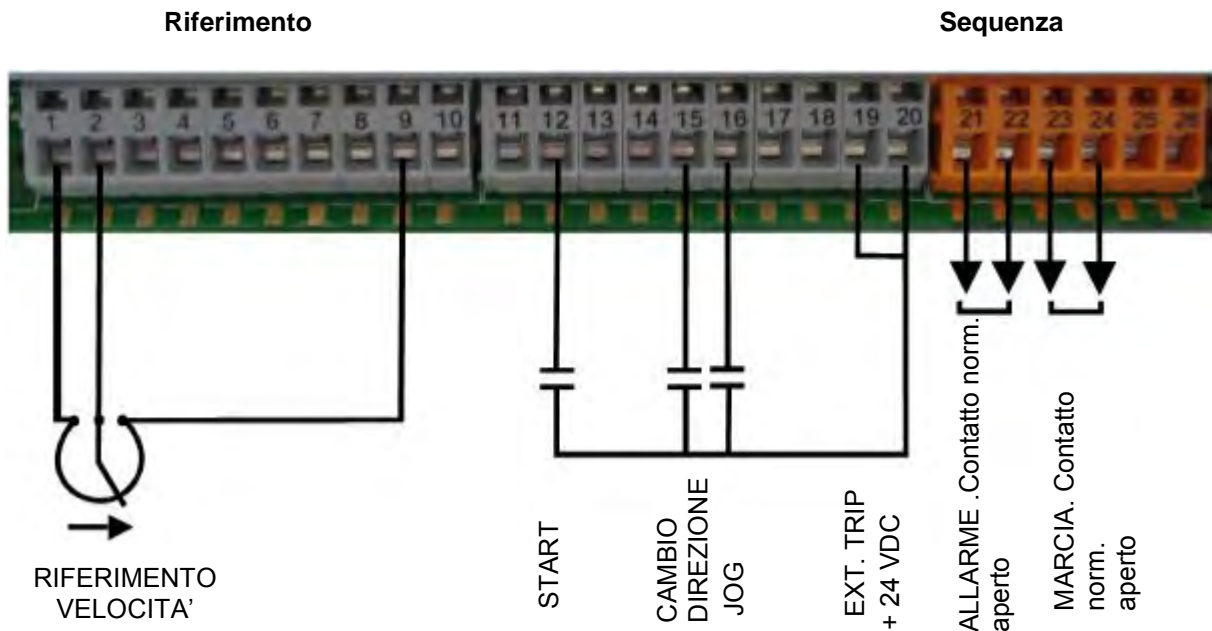 Riferimento
Sequenza
1 2 3 4 5 6 7 8 9 10
11 12 13 14 15 16 17 18 19 20
21 22 23 24 25 26
RIFERIMENTO
VELOCITA’
START
CAMBIO
DIREZIONE
JOG
EXT. TRIP
+ 24 VDC
ALLARME .Contatto norm.
aperto
MARCIA. Contatto
norm.
aperto